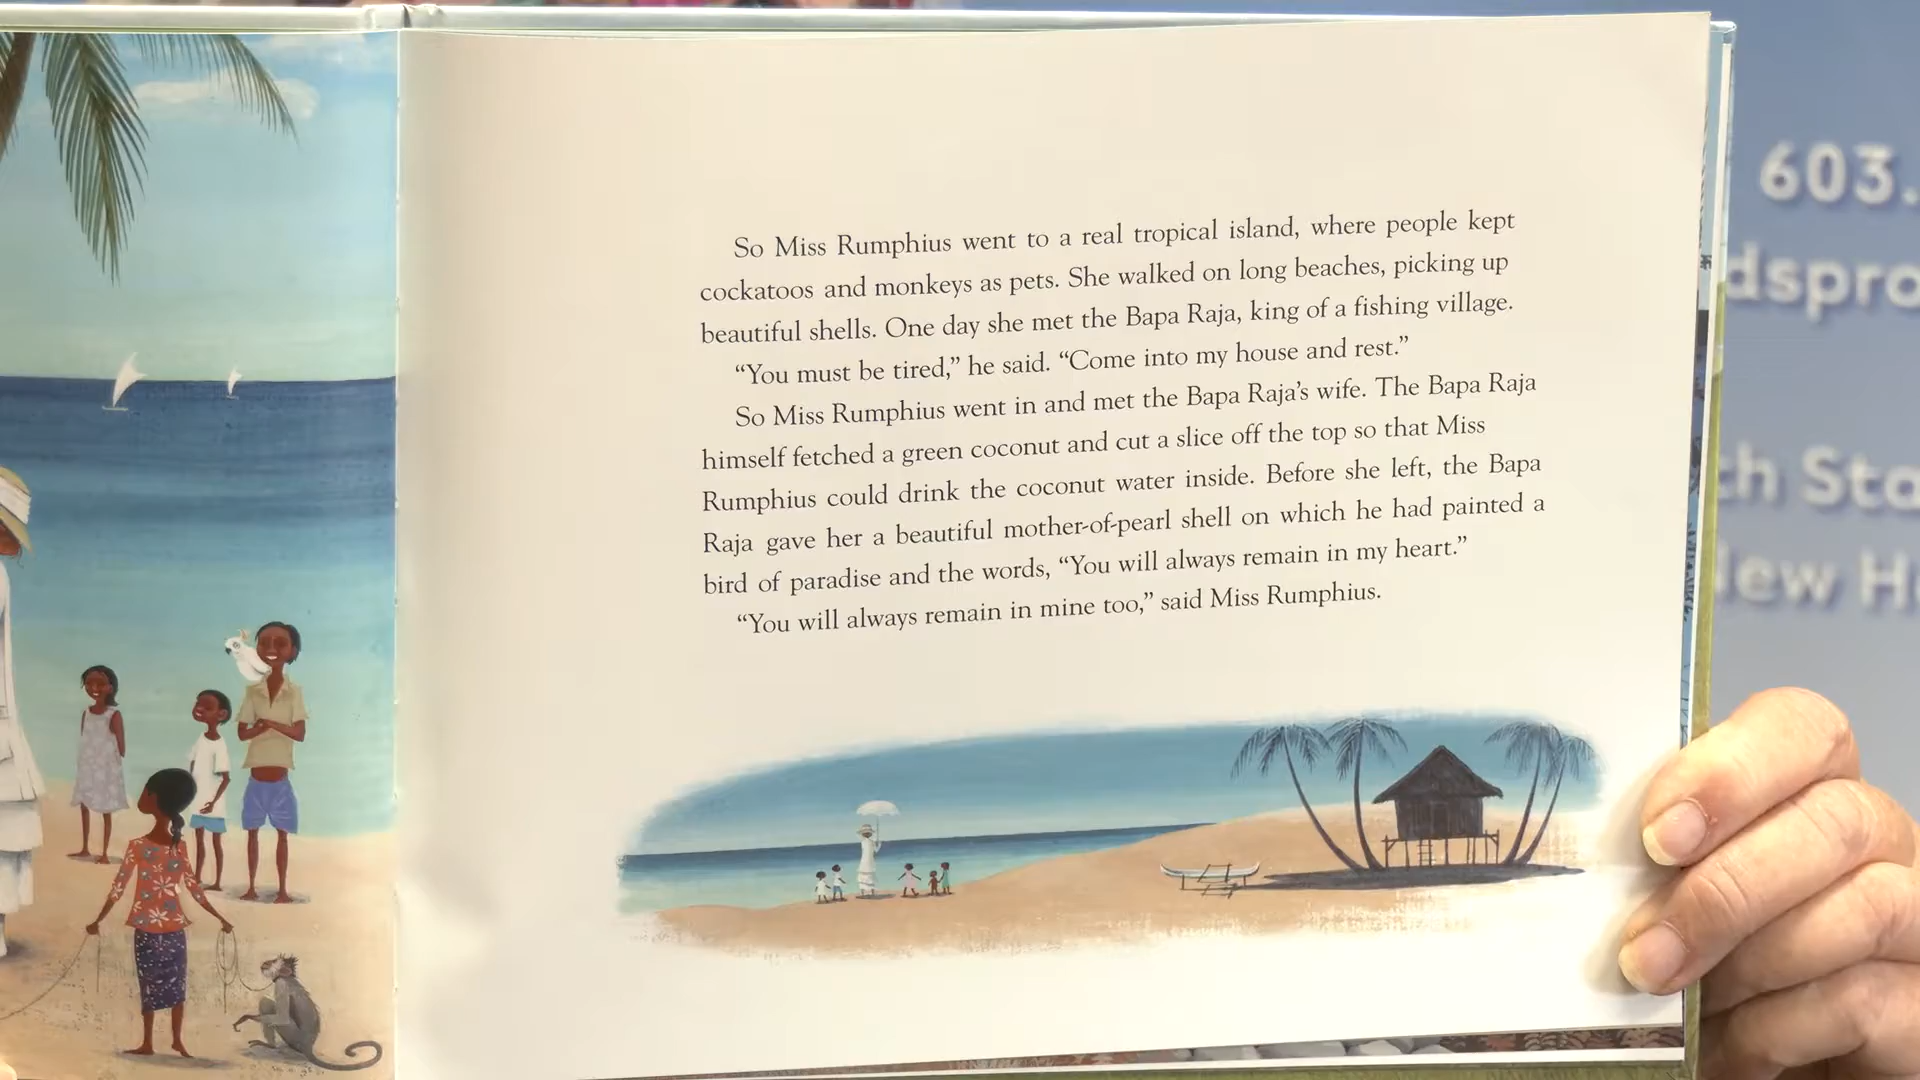 So Miss Rumphius went to a real tropical island, where people kept
cockatoos and monkeys as pets. She walked on long beaches, picking up
beautiful shells. One day she met the Bapa Raja, king of a fishing village.
“You must be tired,” he said. “Come into my house and rest.”
So Miss Rumphius went in and met the Bapa Raja’s wife. The Bapa Raja
himself fetched a green coconut and cut a slice off the top so that Miss
Rumphius could drink the coconut water inside. Before she left, the Bapa
Raja gave her a beautiful mother-of-pearl shell on which he had painted a
bird of paradise and the words, “You will always remain in my heart.”
“You will always remain in mine too,” said Miss Rumphius.
603.